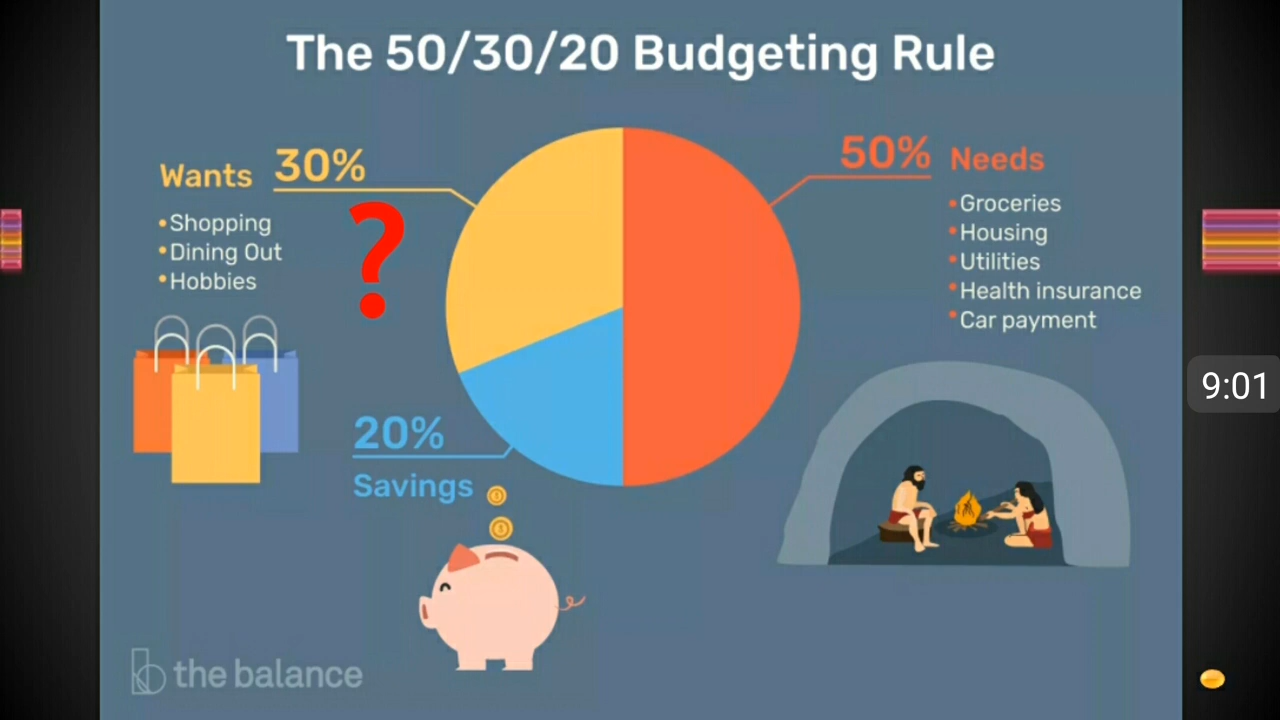 The 50/30/20 Budgeting Rule
Wants 30%
•Shopping
•Dining Out
•Hobbies
?
50% Needs
•Groceries
•Housing
•Utilities
•Health insurance
•Car payment
20%
Savings
9:01
the balance